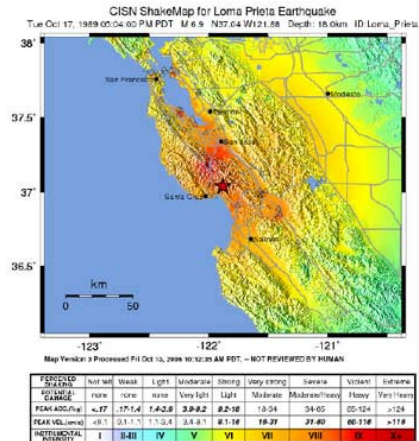 CISN ShakeMap for Loma Prieta Earthquake
Tue Oct 17, 1989 05:04:00 PM PDT M 6.9 N37.04 W121.88 Depth: 18.0km ID:Loma_Prieta
38°
San Francisco
Modesto
37.5°
Fremont
San Jose
37°
Santa Cruz
Salinas
36.5°
km
0 50
-123° -122° -121°
Map Version 3 Processed Fri Oct 13, 2006 10:12:35 AM PDT, -- NOT REVIEWED BY HUMAN
PERCEIVED SHAKING Not felt Weak Light Moderate Strong Very strong Severe Violent Extreme
POTENTIAL DAMAGE none none none Very light Light Moderate Moderate/Heavy Heavy Very Heavy
PEAK ACC.(%g) <.17 .17-1.4 1.4-3.9 3.9-9.2 9.2-18 18-34 34-65 65-124 >124
PEAK VEL.(cm/s) <0.1 0.1-1.1 1.1-3.4 3.4-8.1 8.1-16 16-31 31-60 60-116 >116
INSTRUMENTAL INTENSITY I II-III IV V VI VII VIII IX X+